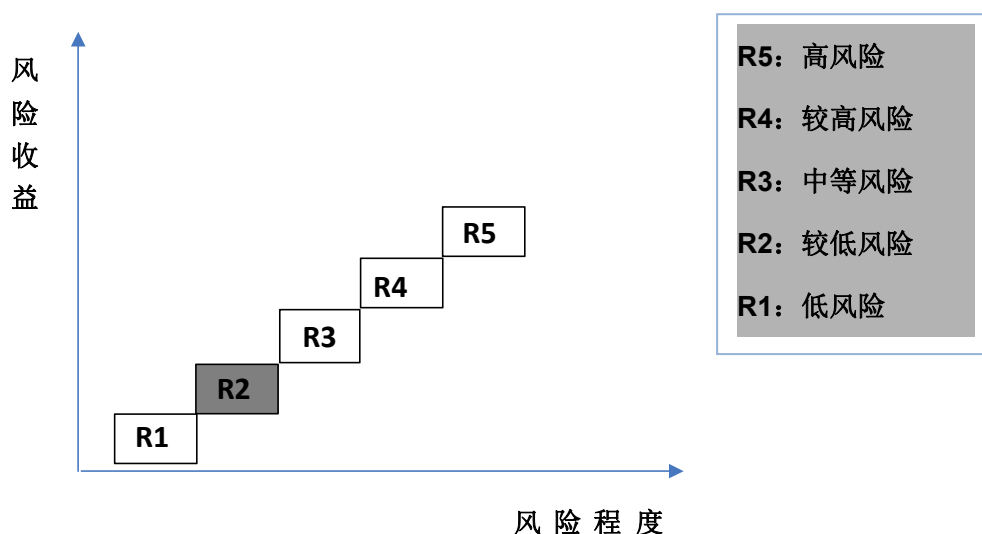 风
险
收
益
R5
R4
R3
R2
R1
风 险 程 度
R5：高风险
R4：较高风险
R3：中等风险
R2：较低风险
R1：低风险